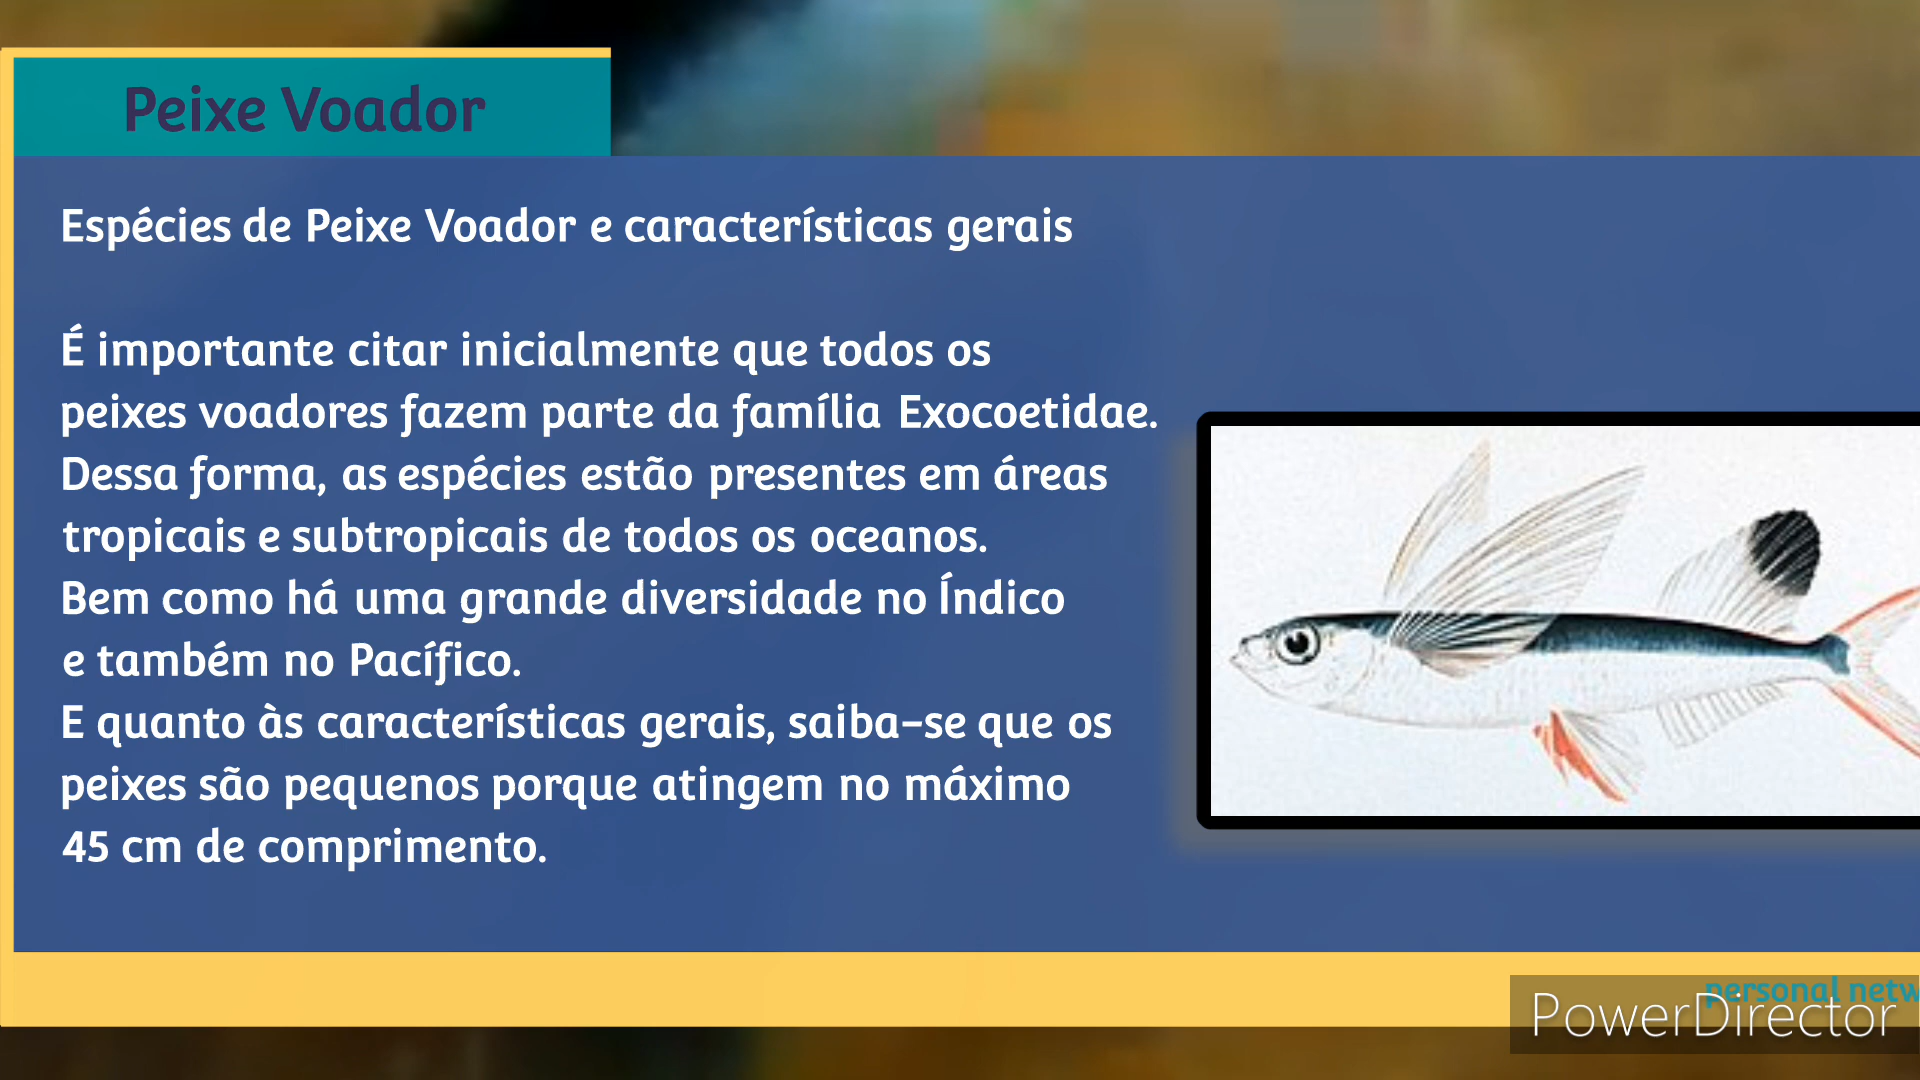 Peixe Voador
Espécies de Peixe Voador e características gerais
É importante citar inicialmente que todos os
peixes voadores fazem parte da família Exocoetidae.
Dessa forma, as espécies estão presentes em áreas
tropicais e subtropicais de todos os oceanos.
Bem como há uma grande diversidade no Índico
e também no Pacífico.
E quanto às características gerais, saiba-se que os
peixes são pequenos porque atingem no máximo
45 cm de comprimento.
personal
PowerDirector